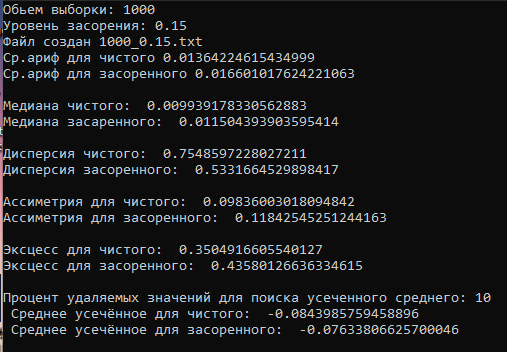 Обьем выборки: 1000
Уровень засорения: 0.15
Файл создан 1000_0.15.txt
Ср.ариф для чистого 0.01364224615434999
Ср.ариф для засоренного 0.016601017624221063
Медиана чистого:  0.009939178330562883
Медиана засаренного:  0.011504393903595414
Дисперсия чистого:  0.7548597228027211
Дисперсия засоренного:  0.5331664529898417
Ассиметрия для чистого:  0.09836003018094842
Ассиметрия для засоренного:  0.11842545251244163
Эксцесс для чистого:  0.3504916605540127
Эксцесс для засоренного:  0.43580126636334615
Процент удаляемых значений для поиска усеченного среднего: 10
Среднее усечённое для чистого:  -0.0843985759458896
Среднее усечённое для засоренного:  -0.07633806625700046